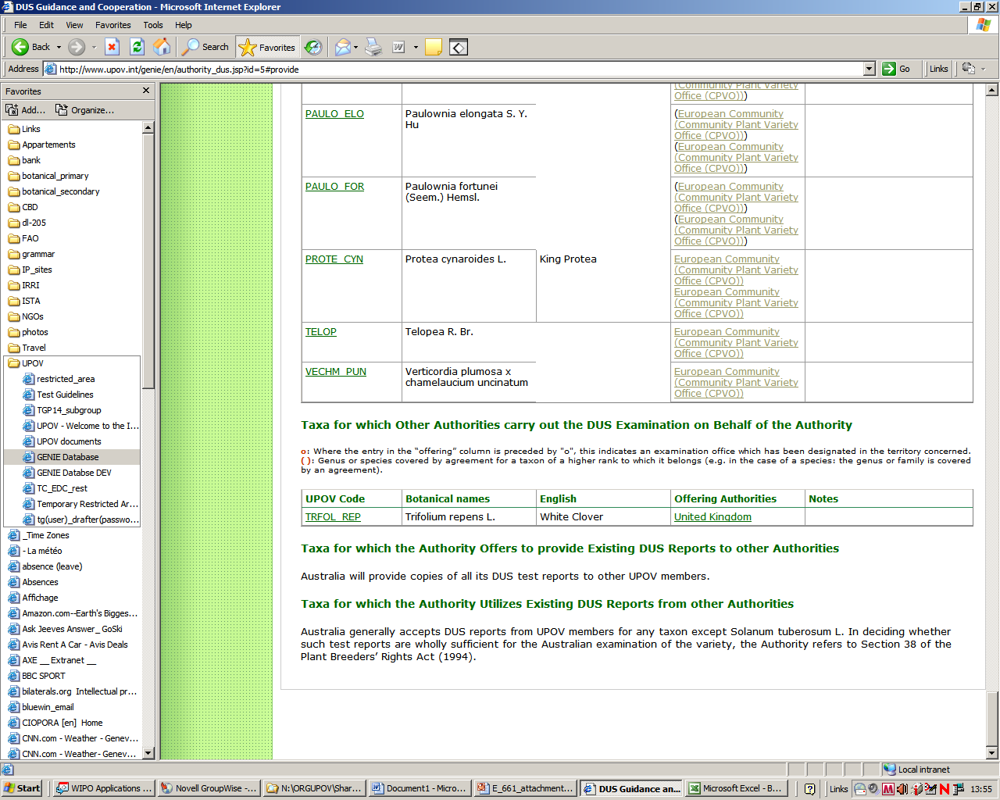 DUS Guidance and Cooperation - Microsoft Internet Explorer
File Edit View Favorites Tools Help
Back Search Favorites
Address http://www.upov.int/genie/en/authority_dus.jsp?id=5#provide Go Links
Favorites
Add... Organize...
Links
Appartements
bank
botanical_primary
botanical_secondary
CBD
dl-205
FAO
grammar
IP_sites
IRRI
ISTA
NGOs
photos
Travel
UPOV
restricted_area
Test Guidelines
TGP14_subgroup
UPOV - Welcome to the I...
UPOV documents
GENIE Database
GENIE Databse DEV
TC_EDC_rest
Temporary Restricted Ar...
tg(user)_drafter(passwo...
_Time Zones
- La météo
absence (leave)
Absences
Affichage
Amazon.com--Earth's Bigges...
Ask Jeeves Answer_ GoSki
Avis Rent A Car - Avis Deals
AXE __ Extranet __
BBC SPORT
bilaterals.org Intellectual pr...
bluewin_email
CIOPORA [en] Home
CNN.com - Weather - Genev...
CNN.com - Weather- Genev...
(Community Plant Variety
Office (CPVO)))
PAULO_ELO Paulownia elongata S. Y. (European Community
Hu (Community Plant Variety
Office (CPVO)))
(European Community
(Community Plant Variety
Office (CPVO)))
PAULO_FOR Paulownia fortunei (European Community
(Seem.) Hemsl. (Community Plant Variety
Office (CPVO)))
(European Community
(Community Plant Variety
Office (CPVO)))
PROTE_CYN Protea cynaroides L. King Protea European Community
(Community Plant Variety
Office (CPVO))
European Community
(Community Plant Variety
Office (CPVO))
TELOP Telopea R. Br. European Community
(Community Plant Variety
Office (CPVO))
VECHM_PUN Verticordia plumosa x European Community
chamelaucium uncinatum (Community Plant Variety
Office (CPVO))
Taxa for which Other Authorities carry out the DUS Examination on Behalf of the Authority
o: Where the entry in the “offering” column is preceded by "o", this indicates an examination office which has been designated in the territory concerned.
( ): Genus or species covered by agreement for a taxon of a higher rank to which it belongs (e.g. in the case of a species: the genus or family is covered
by an agreement).
UPOV Code Botanical names English Offering Authorities Notes
TRFOL_REP Trifolium repens L. White Clover United Kingdom
Taxa for which the Authority Offers to provide Existing DUS Reports to other Authorities
Australia will provide copies of all its DUS test reports to other UPOV members.
Taxa for which the Authority Utilizes Existing DUS Reports from other Authorities
Australia generally accepts DUS reports from UPOV members for any taxon except Solanum tuberosum L. In deciding whether
such test reports are wholly sufficient for the Australian examination of the variety, the Authority refers to Section 38 of the
Plant Breeders’ Rights Act (1994).
Local intranet
Start WIPO Applications Novell GroupWise -... N:\ORGUPOV\Shar... Document1 - Micro... E_661_attachment... DUS Guidance an... Microsoft Excel - B... Links 13:55